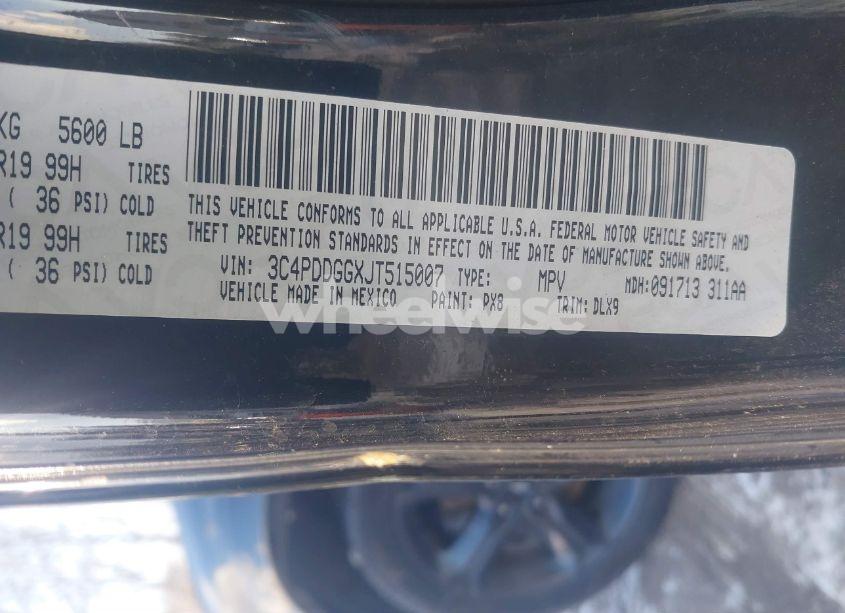 KG 5600 LB
R19 99H TIRES
( 36 PSI) COLD
R19 99H TIRES
( 36 PSI) COLD
THIS VEHICLE CONFORMS TO ALL APPLICABLE U.S.A. FEDERAL MOTOR VEHICLE SAFETY AND
THEFT PREVENTION STANDARDS IN EFFECT ON THE DATE OF MANUFACTURE SHOWN ABOVE.
VIN: 3C4PDDGGXJT515007 TYPE: MPV MDH: 091713 311AA
VEHICLE MADE IN MEXICO PAINT: PX8 TRIM: DLX9
wheelwise